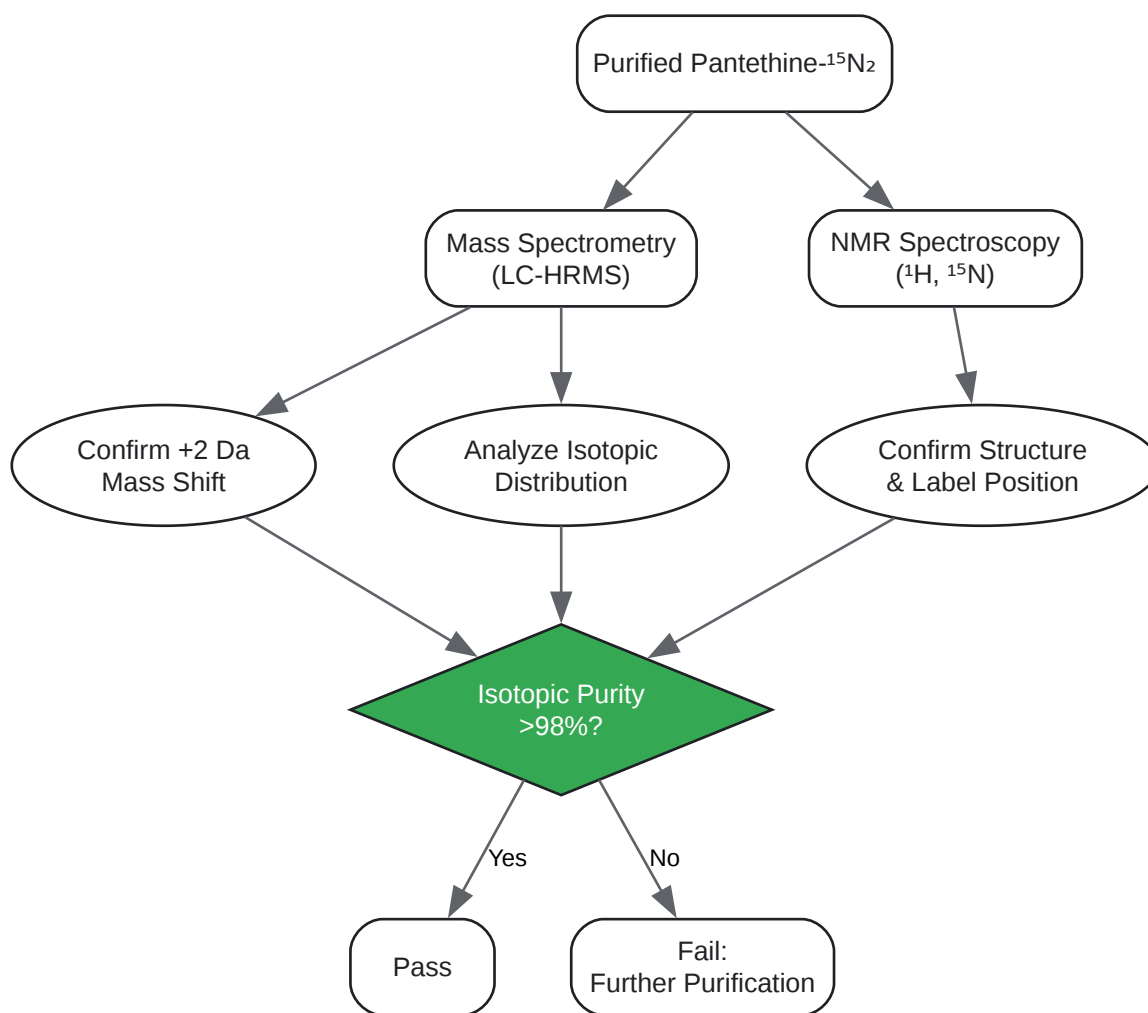 Purified Pantethine-¹⁵N₂
Mass Spectrometry
(LC-HRMS)
NMR Spectroscopy
(¹H, ¹⁵N)
Confirm +2 Da
Mass Shift
Analyze Isotopic
Distribution
Confirm Structure
& Label Position
Isotopic Purity
>98%?
Yes
No
Pass
Fail:
Further Purification